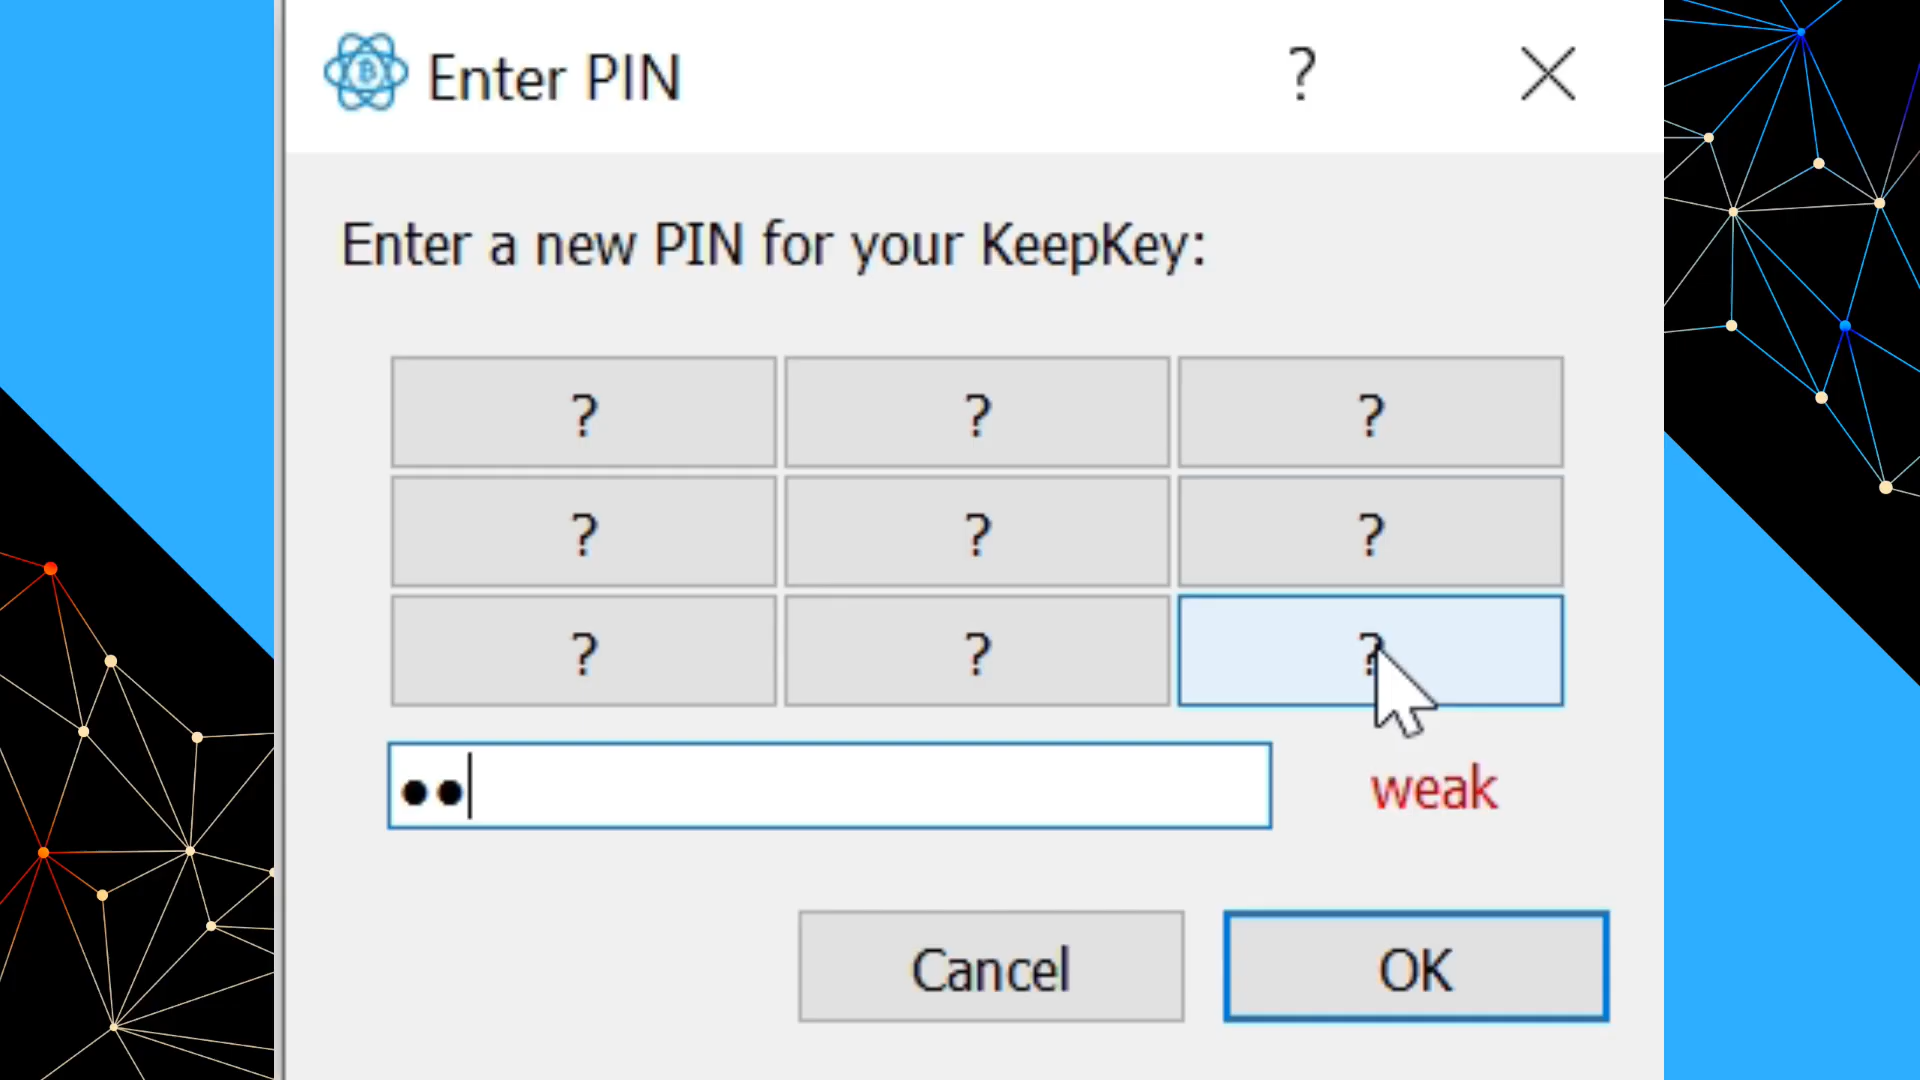 Enter PIN ?
Enter a new PIN for your KeepKey:
? ? ?
? ? ?
? ? ?
●● weak
Cancel OK